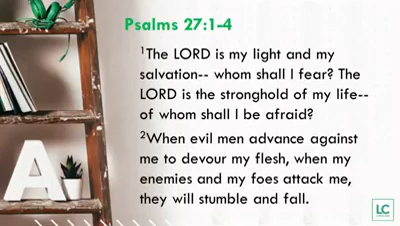 Psalms 27:1-4
¹The LORD is my light and my
salvation-- whom shall I fear? The
LORD is the stronghold of my life--
of whom shall I be afraid?
²When evil men advance against
me to devour my flesh, when my
enemies and my foes attack me,
they will stumble and fall.
A
LC